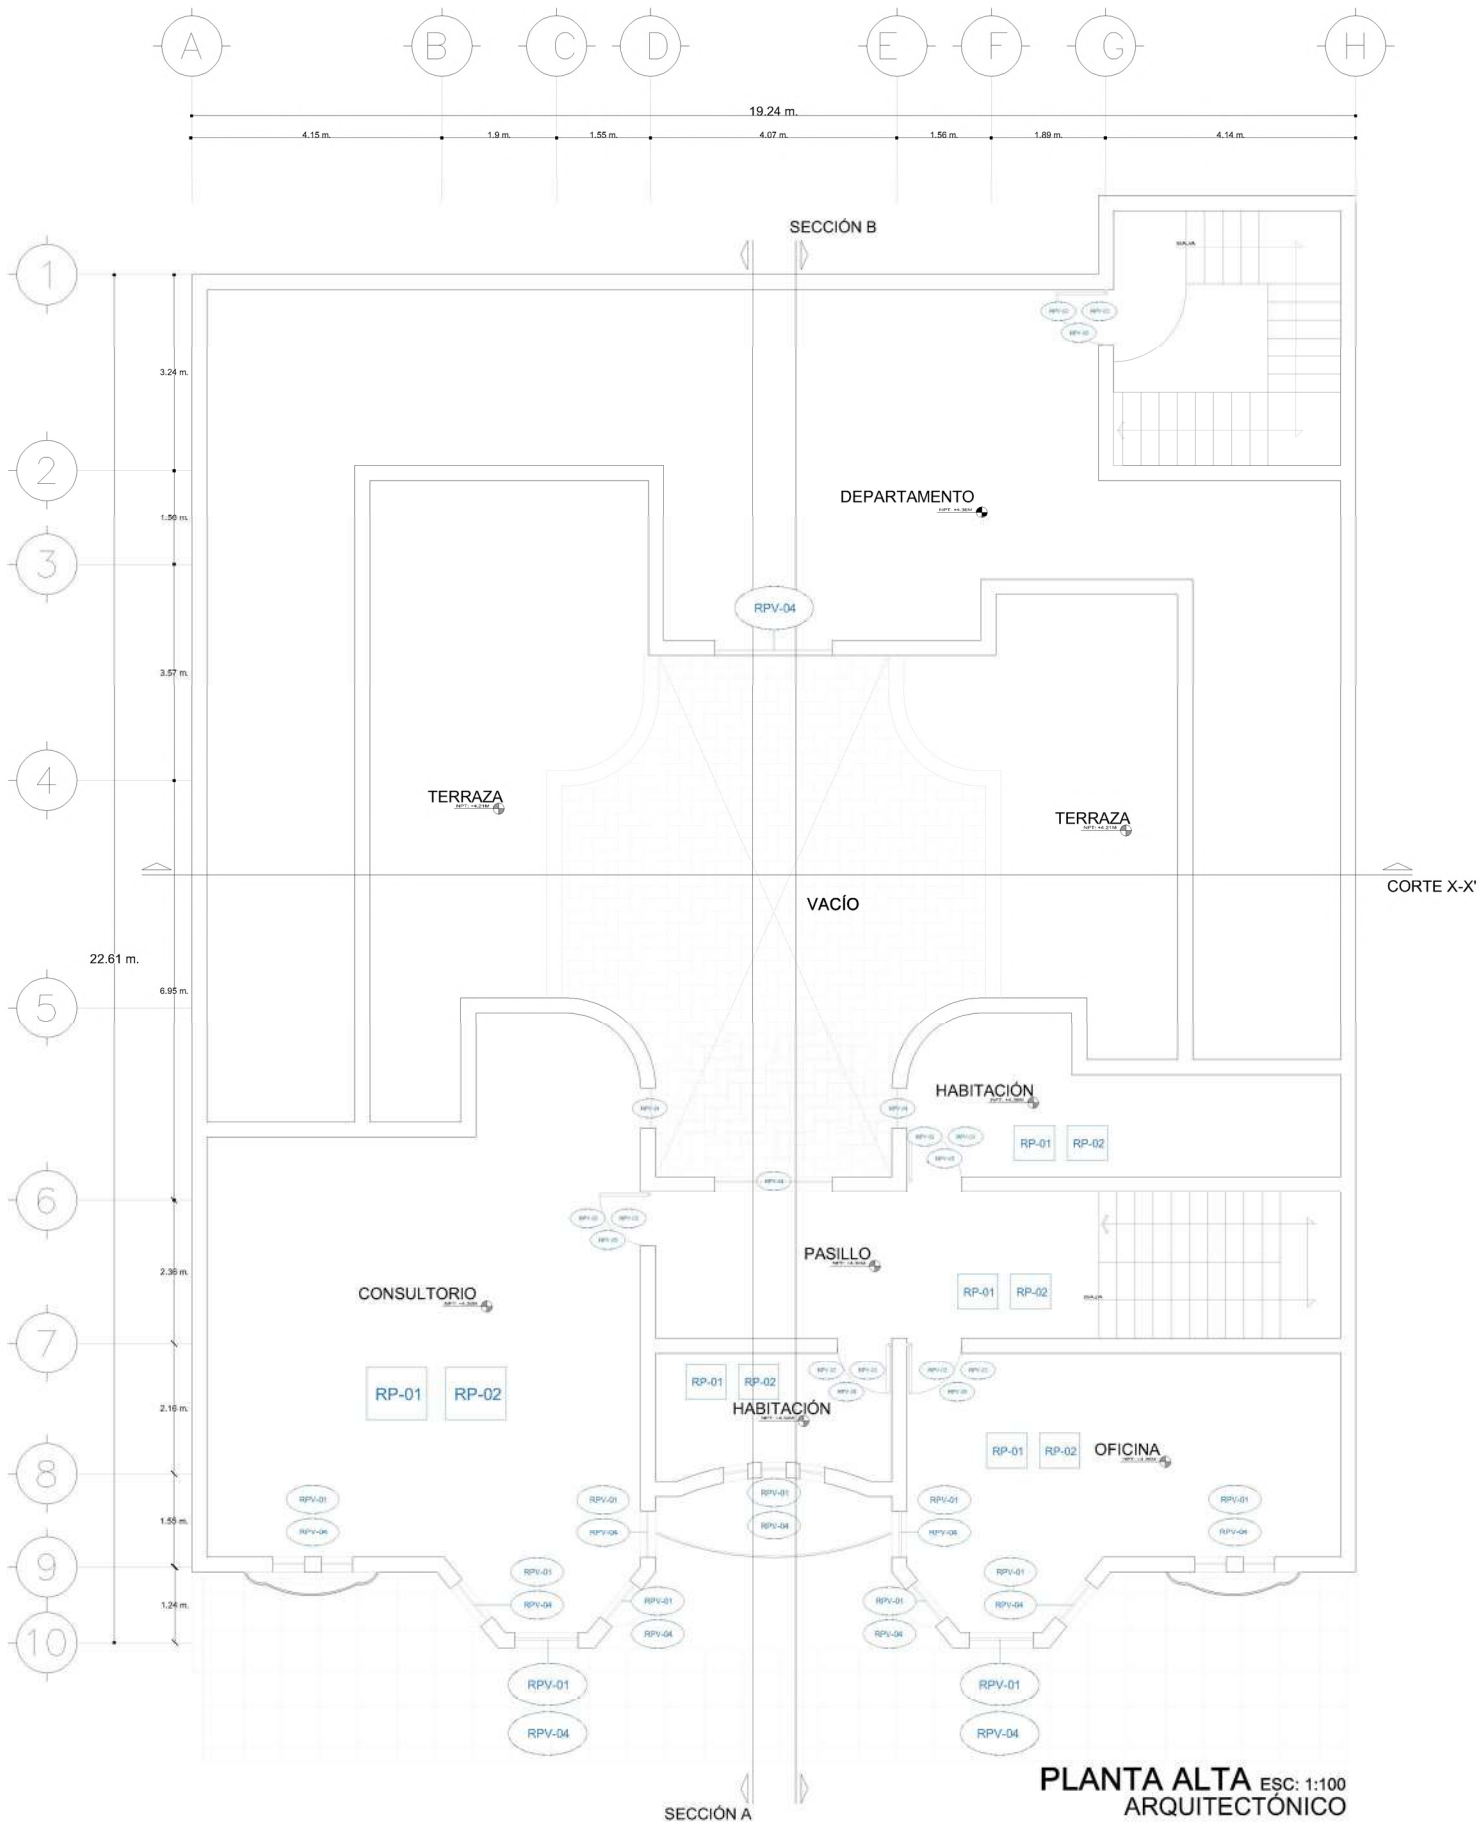 A B C D E F G H
19.24 m.
4.15 m. 1.9 m. 1.55 m. 4.07 m. 1.56 m. 1.89 m. 4.14 m.
SECCIÓN B
1
3.24 m.
2
DEPARTAMENTO
1.56 m.
3
RPV-04
3.57 m.
4
TERRAZA
TERRAZA
CORTE X-X'
VACÍO
22.61 m.
6.95 m.
5
HABITACIÓN
RP-01 RP-02
6
PASILLO
2.36 m.
CONSULTORIO
RP-01 RP-02
BAJA
7
RP-01 RP-02
RP-01 RP-02
2.16 m.
HABITACIÓN
RP-01 RP-02
OFICINA
8
RPV-01 RPV-01 RPV-01 RPV-01 RPV-01
1.55 m.
RPV-04 RPV-04 RPV-04 RPV-04 RPV-04
9
RPV-01 RPV-01
RPV-04 RPV-01 RPV-01 RPV-04
1.24 m.
RPV-04 RPV-04
10
RPV-01 RPV-01
RPV-04 RPV-04
PLANTA ALTA ESC: 1:100
ARQUITECTÓNICO
SECCIÓN A